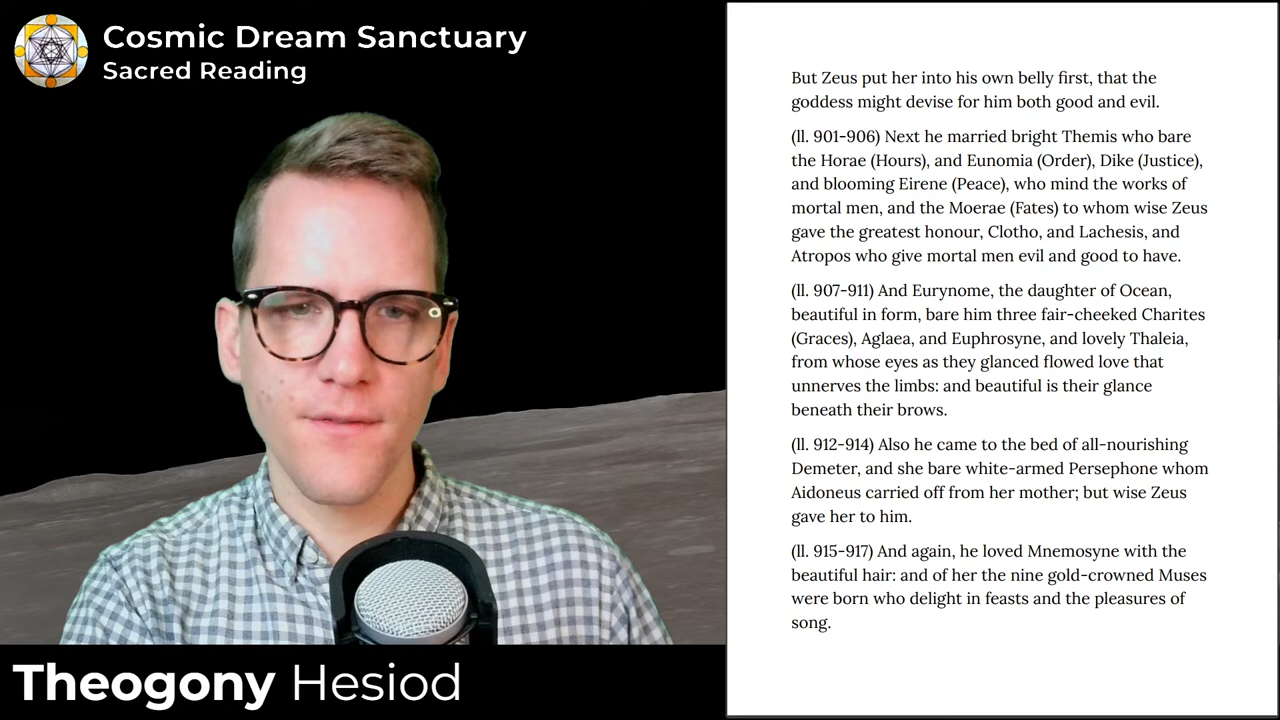 Cosmic Dream Sanctuary
Sacred Reading
But Zeus put her into his own belly first, that the
goddess might devise for him both good and evil.
(ll. 901-906) Next he married bright Themis who bare
the Horae (Hours), and Eunomia (Order), Dike (Justice),
and blooming Eirene (Peace), who mind the works of
mortal men, and the Moerae (Fates) to whom wise Zeus
gave the greatest honour, Clotho, and Lachesis, and
Atropos who give mortal men evil and good to have.
(ll. 907-911) And Eurynome, the daughter of Ocean,
beautiful in form, bare him three fair-cheeked Charites
(Graces), Aglaea, and Euphrosyne, and lovely Thaleia,
from whose eyes as they glanced flowed love that
unnerves the limbs: and beautiful is their glance
beneath their brows.
(ll. 912-914) Also he came to the bed of all-nourishing
Demeter, and she bare white-armed Persephone whom
Aidoneus carried off from her mother; but wise Zeus
gave her to him.
(ll. 915-917) And again, he loved Mnemosyne with the
beautiful hair: and of her the nine gold-crowned Muses
were born who delight in feasts and the pleasures of
song.
Theogony Hesiod